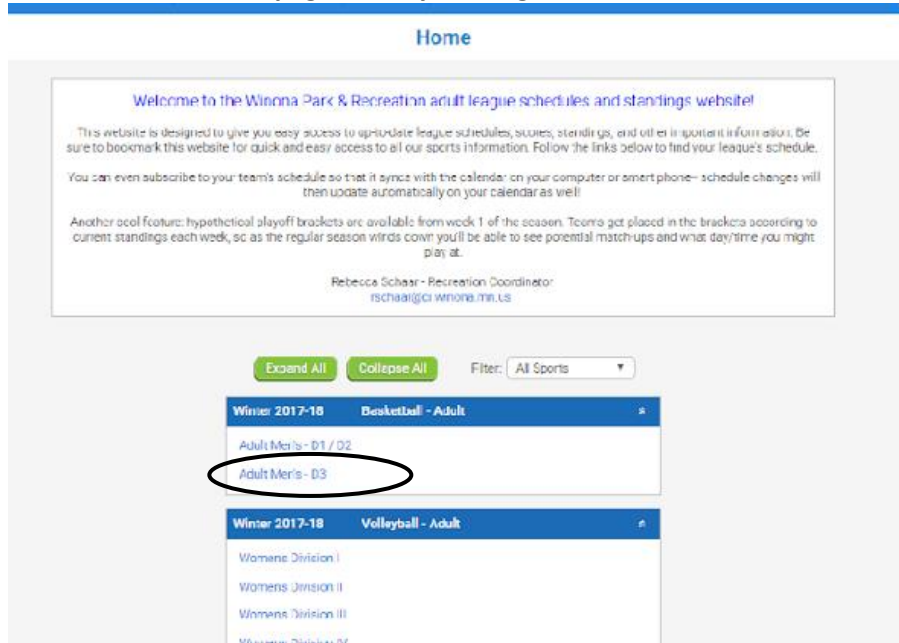 Home
Welcome to the Winona Park & Recreation adult league schedules and standings website!
This website is designed to give you easy access to up-to-date league schedules, scores, standings, and other important information. Be
sure to bookmark this website for quick and easy access to all our sports information. Follow the links below to find your league's schedule.
You can even subscribe to your team's schedule so that it syncs with the calendar on your computer or smart phone-- schedule changes will
then update automatically on your calendar as well!
Another cool feature: hypothetical playoff brackets are available from week 1 of the season. Teams get placed in the brackets according to
current standings each week, so as the regular season winds down you'll be able to see potential match-ups and what day/time you might
play at.
Rebecca Schaar - Recreation Coordinator
rschaar@ci.winona.mn.us
Expand All Collapse All Filter: All Sports
Winter 2017-18 Basketball - Adult
Adult Men's - D1 / D2
Adult Men's - D3
Winter 2017-18 Volleyball - Adult
Womens Division I
Womens Division II
Womens Division III